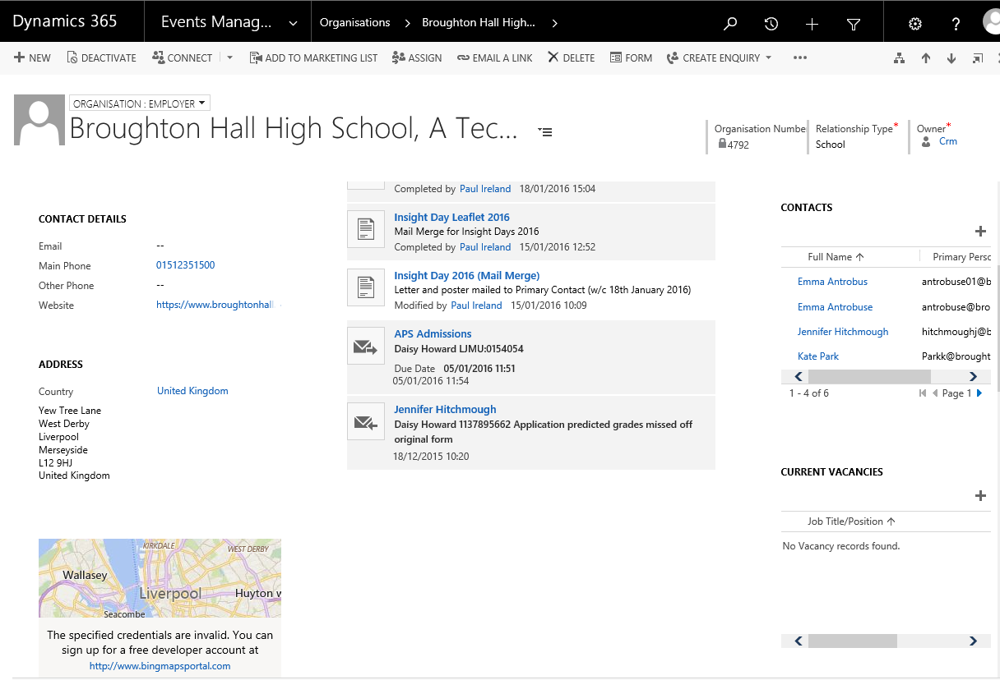 Dynamics 365
Events Manag...
Organisations
Broughton Hall High...
?
NEW
DEACTIVATE
CONNECT
ADD TO MARKETING LIST
ASSIGN
EMAIL A LINK
DELETE
FORM
CREATE ENQUIRY
•••
ORGANISATION : EMPLOYER
Broughton Hall High School, A Tec...
Organisation Numbe
4792
Relationship Type*
School
Owner*
Crm
CONTACT DETAILS
Email --
Main Phone 01512351500
Other Phone --
Website https://www.broughtonhall.
ADDRESS
Country United Kingdom
Yew Tree Lane
West Derby
Liverpool
Merseyside
L12 9HJ
United Kingdom
KIRKDALE
WEST DERBY
Wallasey
Liverpool
Huyton w
Seacombe
The specified credentials are invalid. You can
sign up for a free developer account at
http://www.bingmapsportal.com
Completed by Paul Ireland 18/01/2016 15:04
Insight Day Leaflet 2016
Mail Merge for Insight Days 2016
Completed by Paul Ireland 15/01/2016 12:52
Insight Day 2016 (Mail Merge)
Letter and poster mailed to Primary Contact (w/c 18th January 2016)
Modified by Paul Ireland 15/01/2016 10:09
APS Admissions
Daisy Howard LJMU:0154054
Due Date 05/01/2016 11:51
05/01/2016 11:54
Jennifer Hitchmough
Daisy Howard 1137895662 Application predicted grades missed off
original form
18/12/2015 10:20
CONTACTS
Full Name Primary Perso
Emma Antrobus antrobuse01@b
Emma Antrobuse antrobuse@bro
Jennifer Hitchmough hitchmoughj@b
Kate Park Parkk@brought
1 - 4 of 6 Page 1
CURRENT VACANCIES
Job Title/Position
No Vacancy records found.